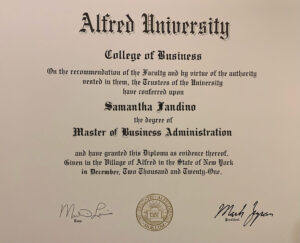 Alfred University
College of Business
On the recommendation of the Faculty and by virtue of the authority
vested in them, the Trustees of the University
have conferred upon
Samantha Fandino
the degree of
Master of Business Administration
and have granted this Diploma as evidence thereof.
Given in the Village of Alfred in the State of New York
in December, Two Thousand and Twenty-One.
Dean
President